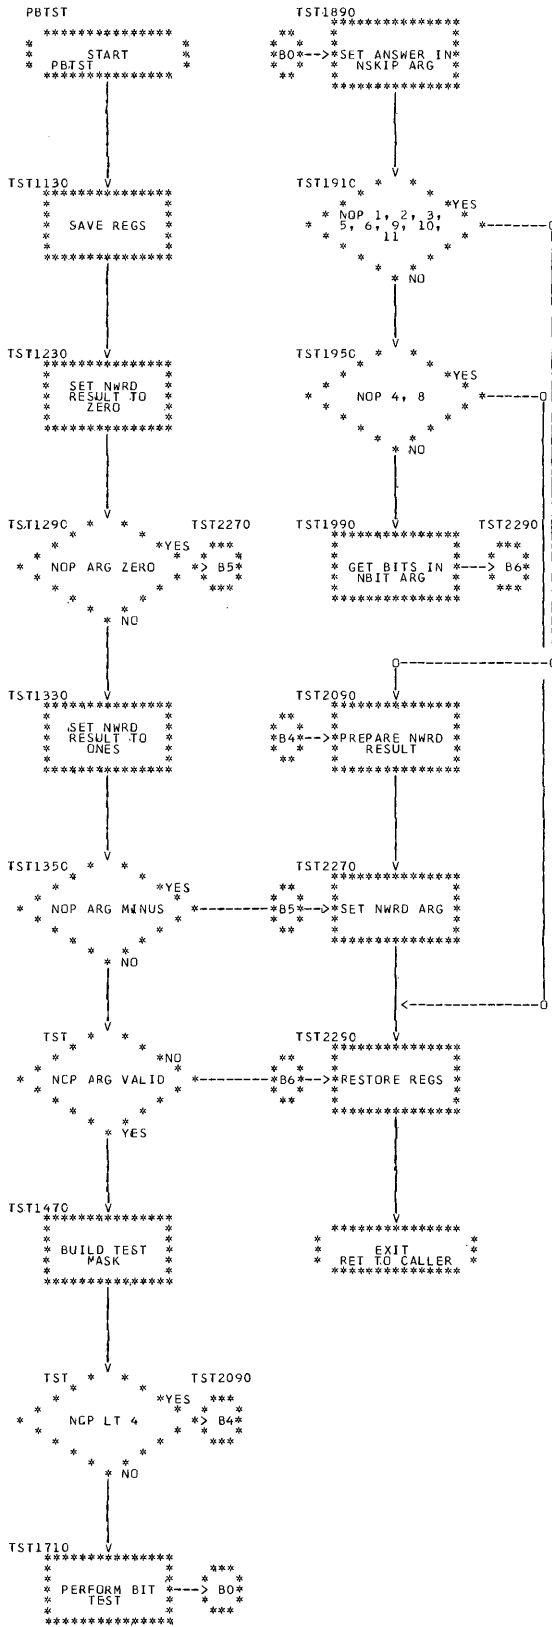 PBTST
START
PBTST
TST1130
SAVE REGS
TST1230
SET NWRD
RESULT TO
ZERO
TST1290
TST2270
NOP ARG ZERO
YES
B5
NO
TST1330
SET NWRD
RESULT TO
ONES
TST1350
NOP ARG MINUS
YES
NO
TST
NOP ARG VALID
NO
YES
TST1470
BUILD TEST
MASK
TST
TST2090
NOP LT 4
YES
B4
NO
TST1710
PERFORM BIT
TEST
B0
TST1890
B0
SET ANSWER IN
NSKIP ARG
TST1910
NOP 1, 2, 3,
5, 6, 9, 10,
11
YES
NO
TST1950
NOP 4, 8
YES
NO
TST1990
TST2290
GET BITS IN
NBIT ARG
B6
TST2090
B4
PREPARE NWRD
RESULT
TST2270
B5
SET NWRD ARG
TST2290
B6
RESTORE REGS
EXIT
RET TO CALLER